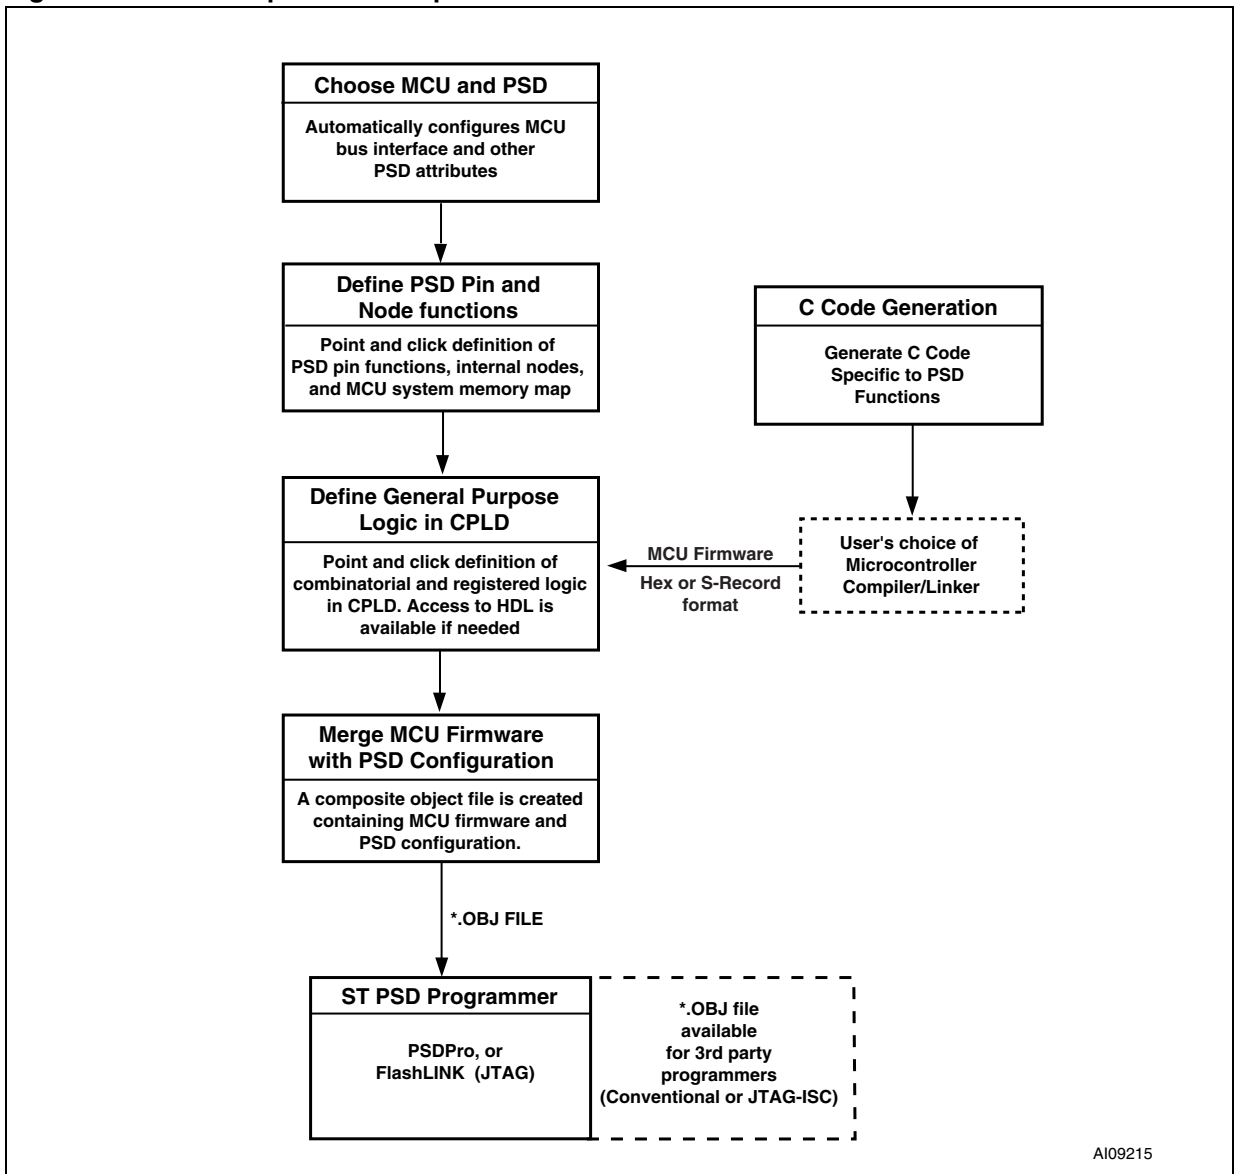 Choose MCU and PSD
Automatically configures MCU
bus interface and other
PSD attributes
Define PSD Pin and
Node functions
Point and click definition of
PSD pin functions, internal nodes,
and MCU system memory map
C Code Generation
Generate C Code
Specific to PSD
Functions
Define General Purpose
Logic in CPLD
Point and click definition of
combinatorial and registered logic
in CPLD. Access to HDL is
available if needed
MCU Firmware
Hex or S-Record
format
User's choice of
Microcontroller
Compiler/Linker
Merge MCU Firmware
with PSD Configuration
A composite object file is created
containing MCU firmware and
PSD configuration.
*.OBJ FILE
ST PSD Programmer
PSDPro, or
FlashLINK (JTAG)
*.OBJ file
available
for 3rd party
programmers
(Conventional or JTAG-ISC)
AI09215